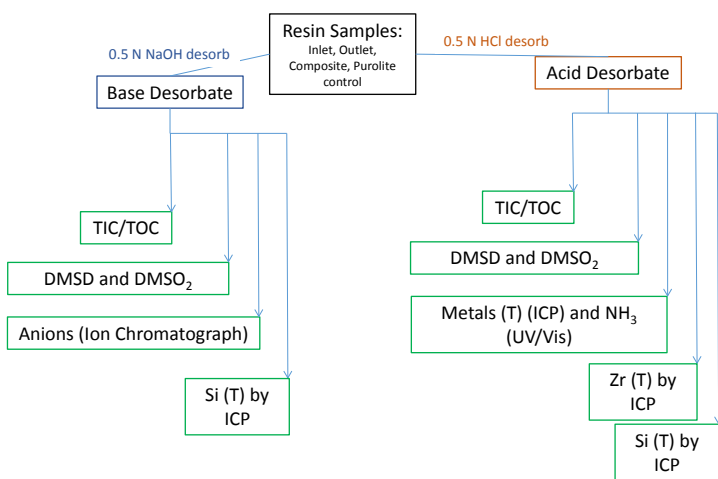 Resin Samples:
Inlet, Outlet,
Composite, Purolite
control
0.5 N NaOH desorb
0.5 N HCl desorb
Base Desorbate
Acid Desorbate
TIC/TOC
DMSD and DMSO₂
Anions (Ion Chromatograph)
Si (T) by
ICP
TIC/TOC
DMSD and DMSO₂
Metals (T) (ICP) and NH₃
(UV/Vis)
Zr (T) by
ICP
Si (T) by
ICP